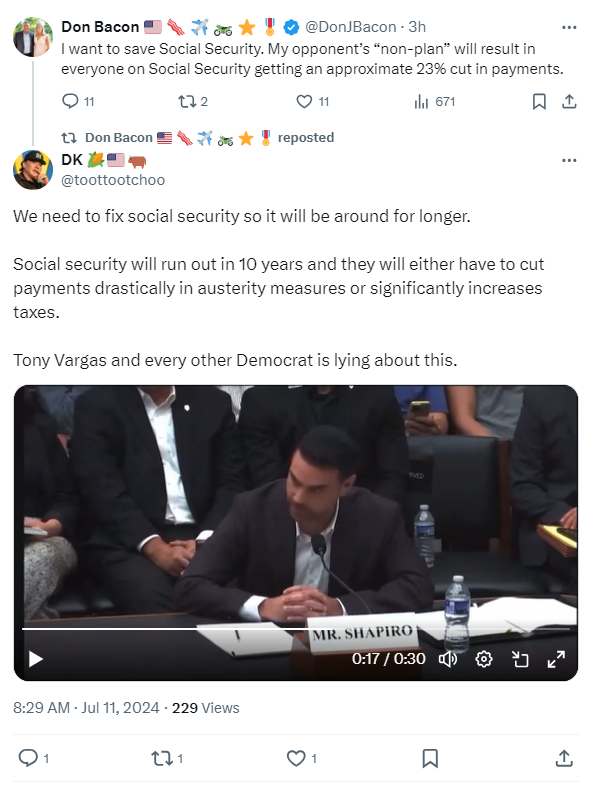 Don Bacon 🇺🇸 🥓 ✈️ 🏍️ ⭐ 🎖️ @DonJBacon · 3h
I want to save Social Security. My opponent’s “non-plan” will result in
everyone on Social Security getting an approximate 23% cut in payments.
11 2 11 671
Don Bacon 🇺🇸 🥓 ✈️ 🏍️ ⭐ 🎖️ reposted
DK 🌽 🇺🇸 🐂
@toottootchoo
We need to fix social security so it will be around for longer.
Social security will run out in 10 years and they will either have to cut
payments drastically in austerity measures or significantly increases
taxes.
Tony Vargas and every other Democrat is lying about this.
MR. SHAPIRO
0:17 / 0:30
8:29 AM · Jul 11, 2024 · 229 Views
1 1 1